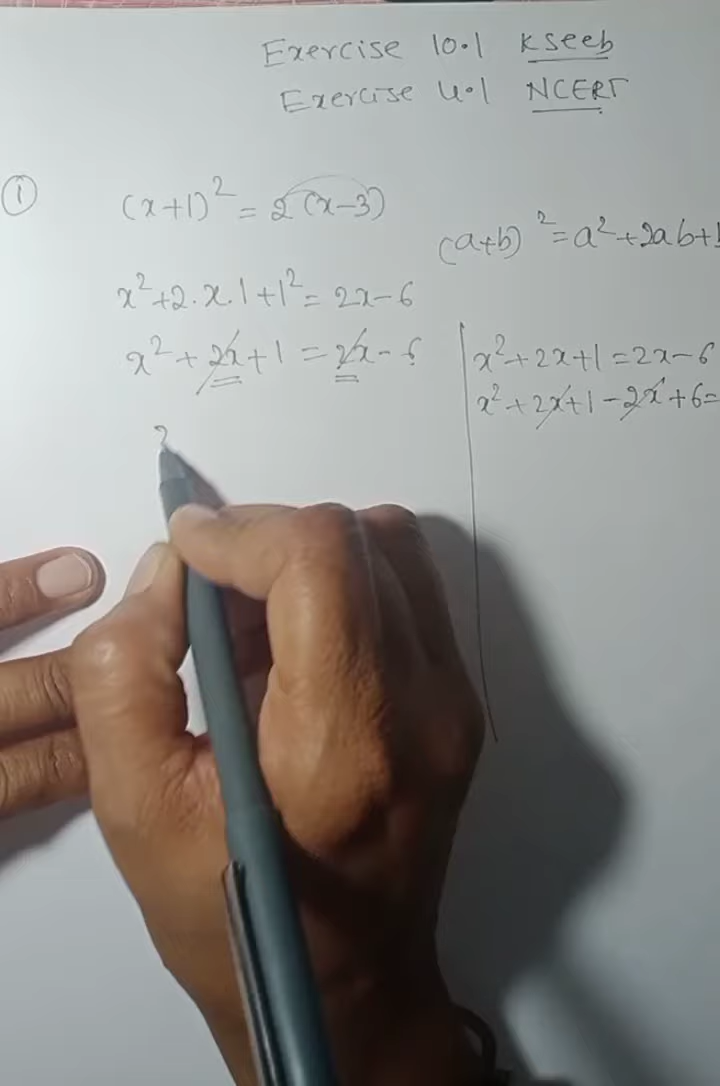 Exercise 10.1 Kseeb
Exercise 4.1 NCERT
① (x+1)² = 2(x-3)
(a+b)² = a²+2ab+
x²+2.x.1+1² = 2x-6
x²+2x+1 = 2x-6
x²+2x+1 = 2x-6
x²+2x+1-2x+6=